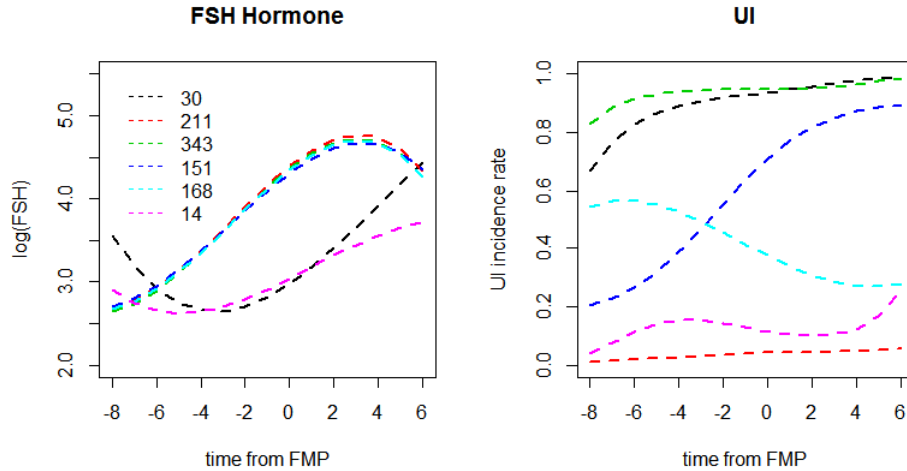 FSH Hormone
log(FSH)
5.0
4.0
3.0
2.0
30
211
343
151
168
14
-8 -6 -4 -2 0 2 4 6
time from FMP
UI
UI incidence rate
1.0
0.8
0.6
0.4
0.2
0.0
-8 -6 -4 -2 0 2 4 6
time from FMP